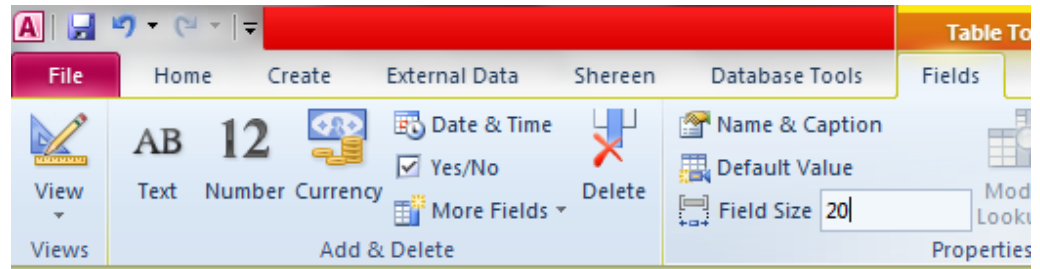 A
Table To
File Home Create External Data Shereen Database Tools Fields
AB 12 Date & Time Name & Caption
Yes/No Default Value
View Text Number Currency More Fields Delete Field Size 20 Mod
Looku
Views Add & Delete Properties